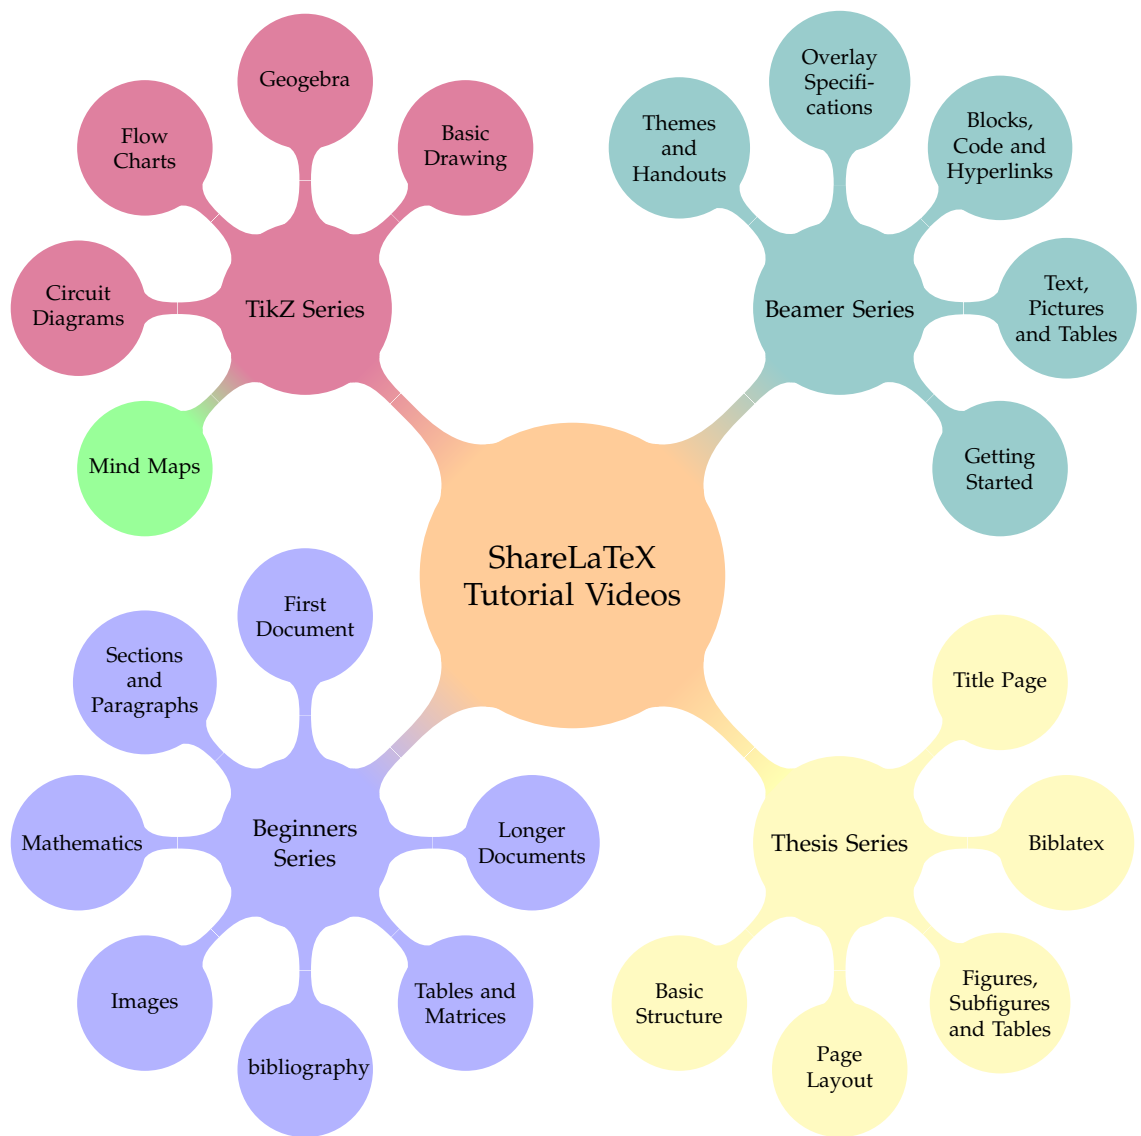 Geogebra
Flow
Charts
Basic
Drawing
Circuit
Diagrams
TikZ Series
Mind Maps
Overlay
Specifi-
cations
Themes
and
Handouts
Blocks,
Code and
Hyperlinks
Beamer Series
Text,
Pictures
and Tables
Getting
Started
ShareLaTeX
Tutorial Videos
First
Document
Sections
and
Paragraphs
Mathematics
Beginners
Series
Longer
Documents
Images
bibliography
Tables and
Matrices
Title Page
Thesis Series
Biblatex
Basic
Structure
Page
Layout
Figures,
Subfigures
and Tables